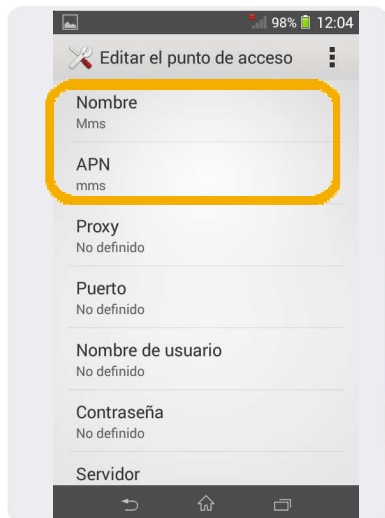 98% 12:04
Editar el punto de acceso
Nombre
Mms
APN
mms
Proxy
No definido
Puerto
No definido
Nombre de usuario
No definido
Contraseña
No definido
Servidor